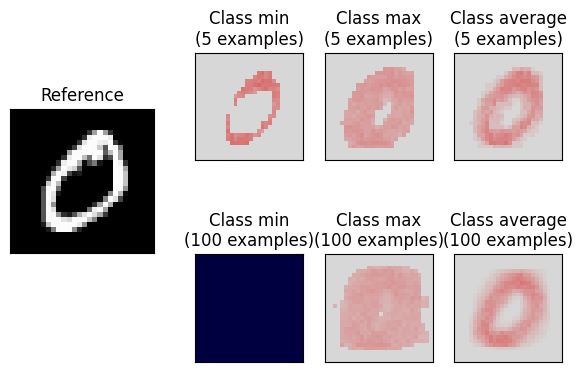 Reference
Class min
(5 examples)
Class max
(5 examples)
Class average
(5 examples)
Class min
(100 examples)
Class max
(100 examples)
Class average
(100 examples)